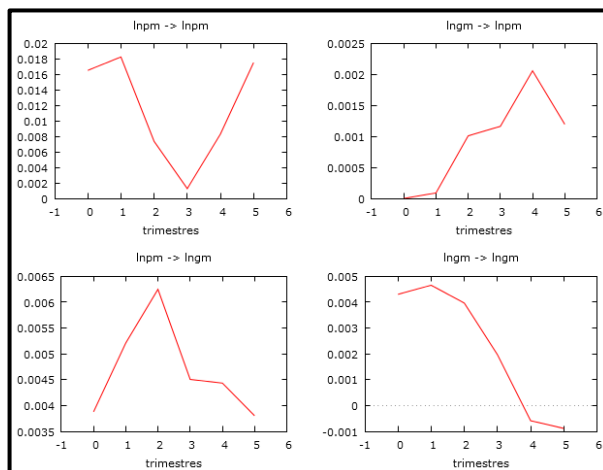 lnpm -> lnpm
0.02
0.018
0.016
0.014
0.012
0.01
0.008
0.006
0.004
0.002
0
-1 0 1 2 3 4 5 6
trimestres
lngm -> lnpm
0.0025
0.002
0.0015
0.001
0.0005
0
-1 0 1 2 3 4 5 6
trimestres
lnpm -> lngm
0.0065
0.006
0.0055
0.005
0.0045
0.004
0.0035
-1 0 1 2 3 4 5 6
trimestres
lngm -> lngm
0.005
0.004
0.003
0.002
0.001
0
-0.001
-1 0 1 2 3 4 5 6
trimestres